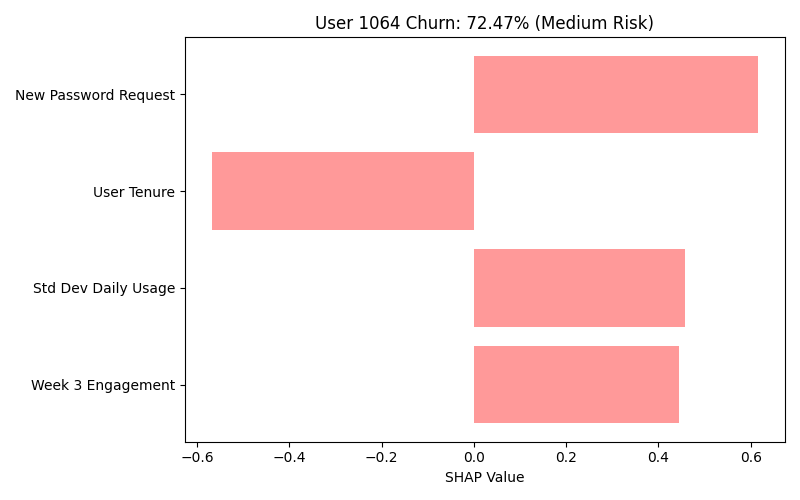 User 1064 Churn: 72.47% (Medium Risk)
New Password Request
User Tenure
Std Dev Daily Usage
Week 3 Engagement
−0.6 −0.4 −0.2 0.0 0.2 0.4 0.6
SHAP Value